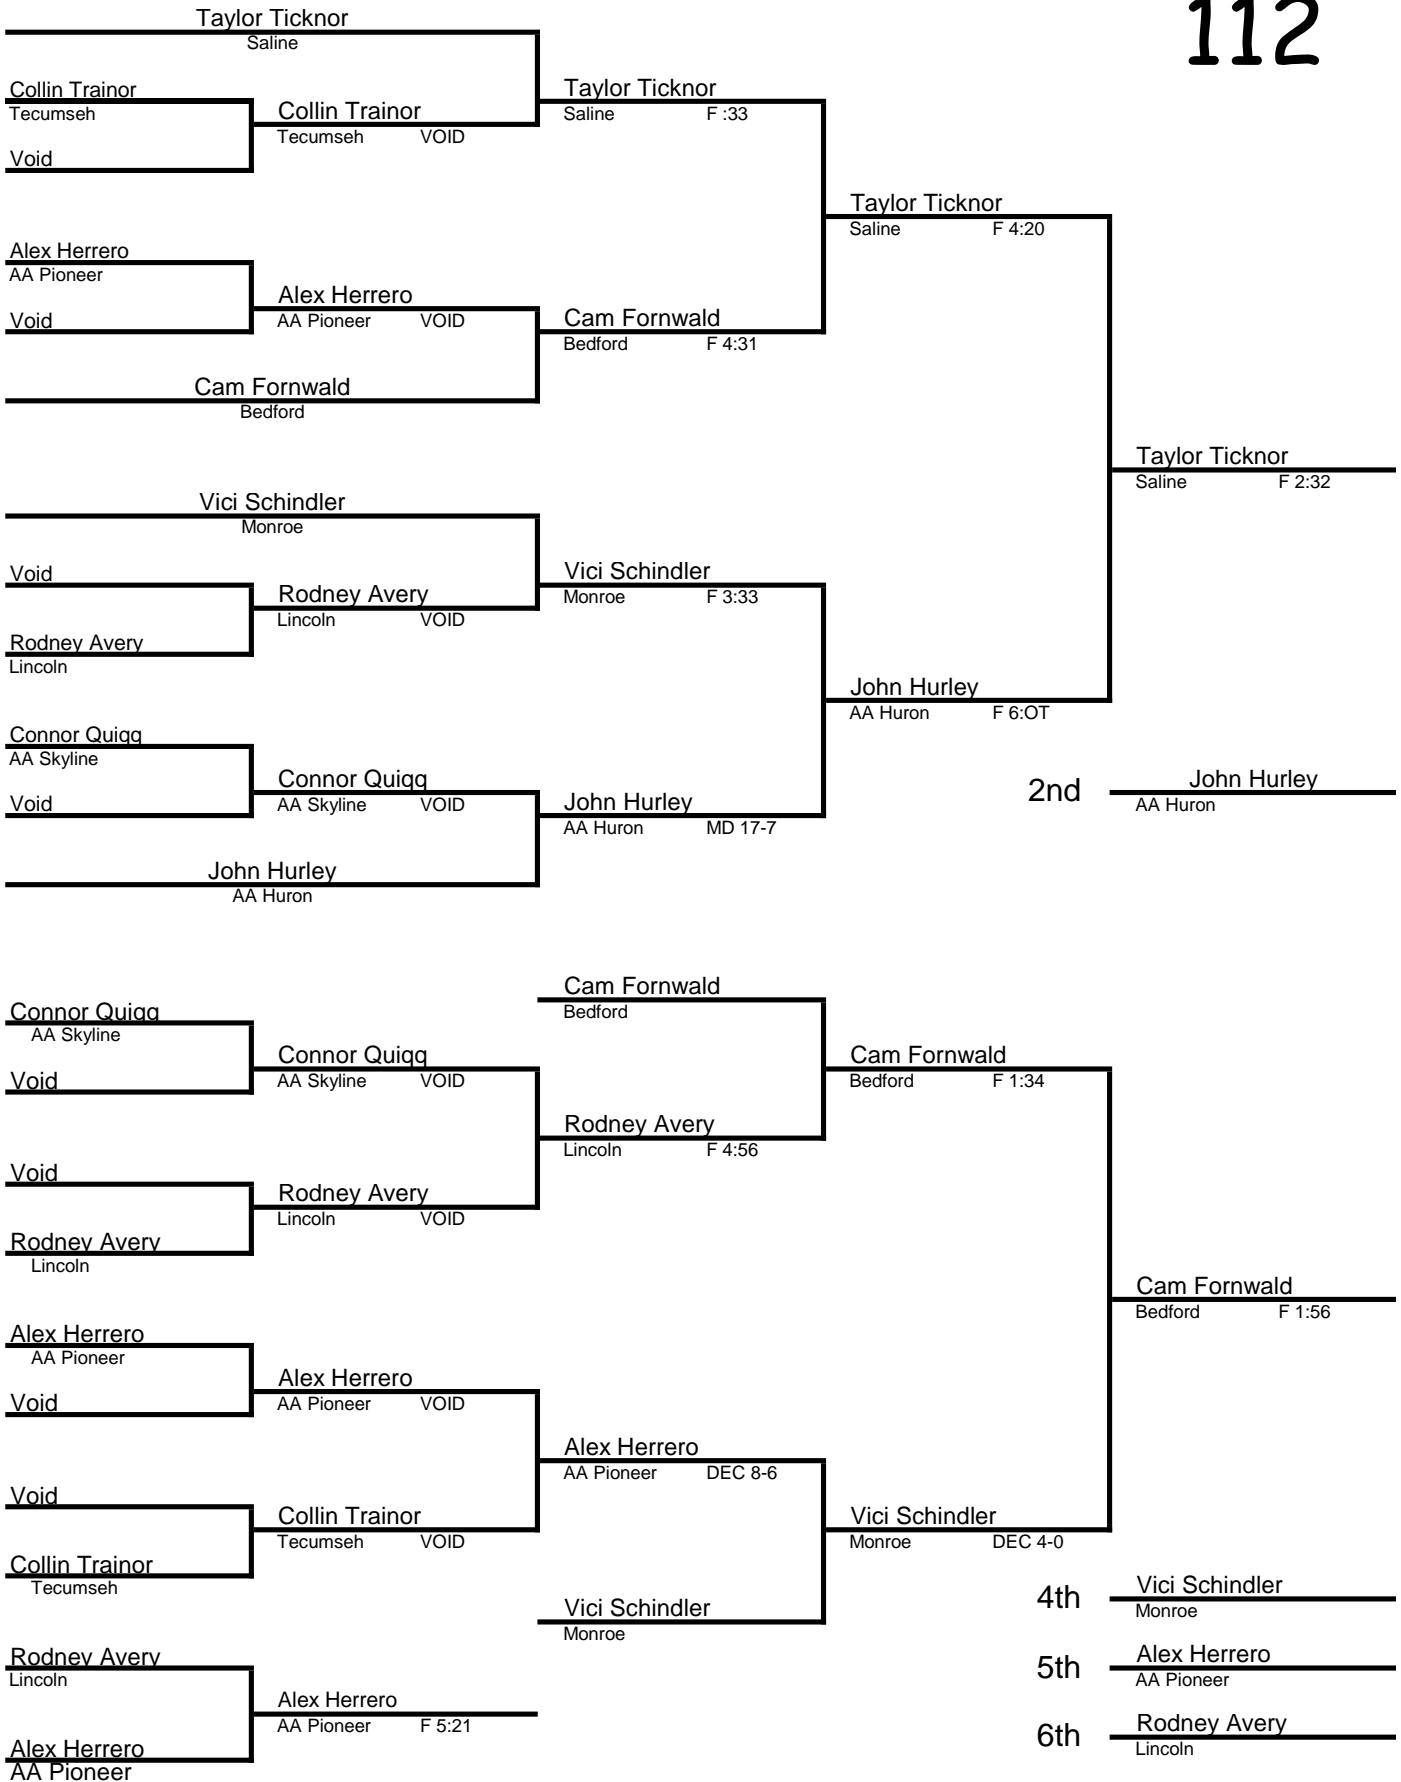 112
Taylor Ticknor
Saline
Collin Trainor
Tecumseh
Void
Collin Trainor
Tecumseh VOID
Taylor Ticknor
Saline F :33
Alex Herrero
AA Pioneer
Void
Alex Herrero
AA Pioneer VOID
Cam Fornwald
Bedford
Cam Fornwald
Bedford F 4:31
Taylor Ticknor
Saline F 4:20
Vici Schindler
Monroe
Void
Rodney Avery
Lincoln
Rodney Avery
Lincoln VOID
Vici Schindler
Monroe F 3:33
Connor Quigg
AA Skyline
Void
Connor Quigg
AA Skyline VOID
John Hurley
AA Huron
John Hurley
AA Huron MD 17-7
John Hurley
AA Huron F 6:OT
Taylor Ticknor
Saline F 2:32
2nd John Hurley
AA Huron
Connor Quigg
AA Skyline
Void
Connor Quigg
AA Skyline VOID
Void
Rodney Avery
Lincoln
Rodney Avery
Lincoln VOID
Cam Fornwald
Bedford
Rodney Avery
Lincoln F 4:56
Cam Fornwald
Bedford F 1:34
Alex Herrero
AA Pioneer
Void
Alex Herrero
AA Pioneer VOID
Void
Collin Trainor
Tecumseh
Collin Trainor
Tecumseh VOID
Alex Herrero
AA Pioneer DEC 8-6
Vici Schindler
Monroe
Vici Schindler
Monroe DEC 4-0
Cam Fornwald
Bedford F 1:56
Rodney Avery
Lincoln
Alex Herrero
AA Pioneer
Alex Herrero
AA Pioneer F 5:21
4th Vici Schindler
Monroe
5th Alex Herrero
AA Pioneer
6th Rodney Avery
Lincoln